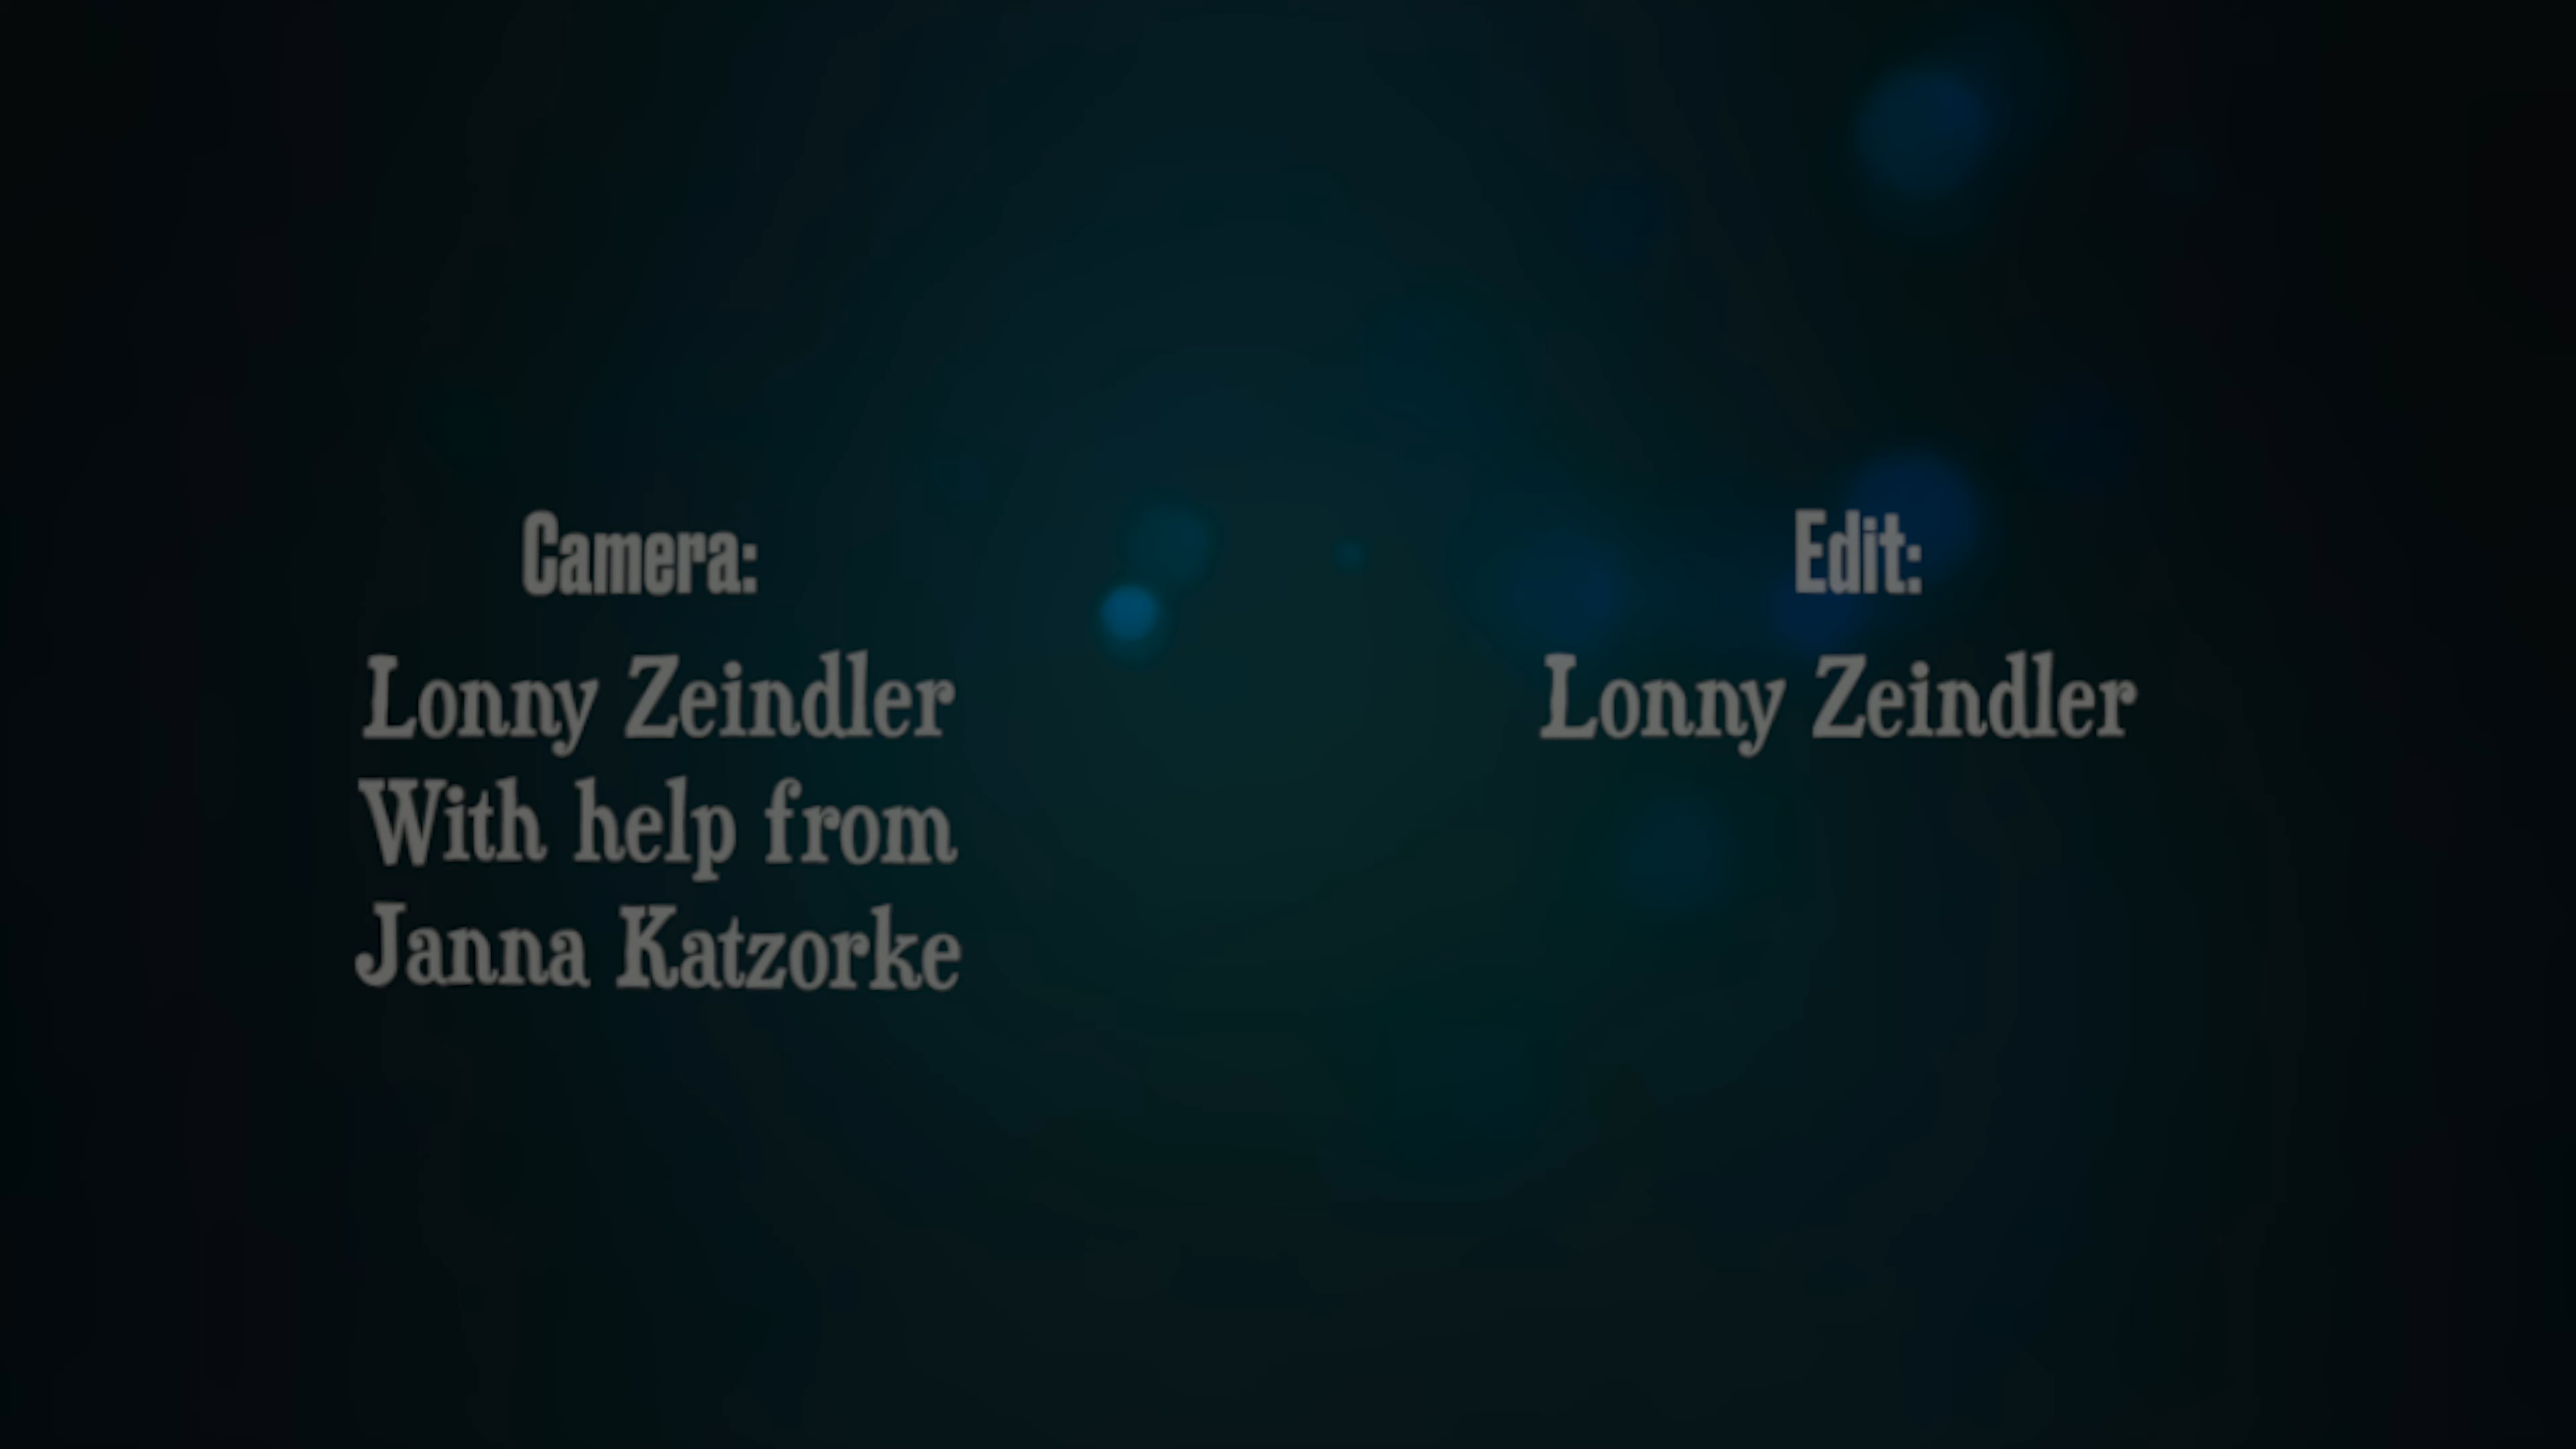 Camera:
Lonny Zeindler
With help from
Janna Katzorke
Edit:
Lonny Zeindler